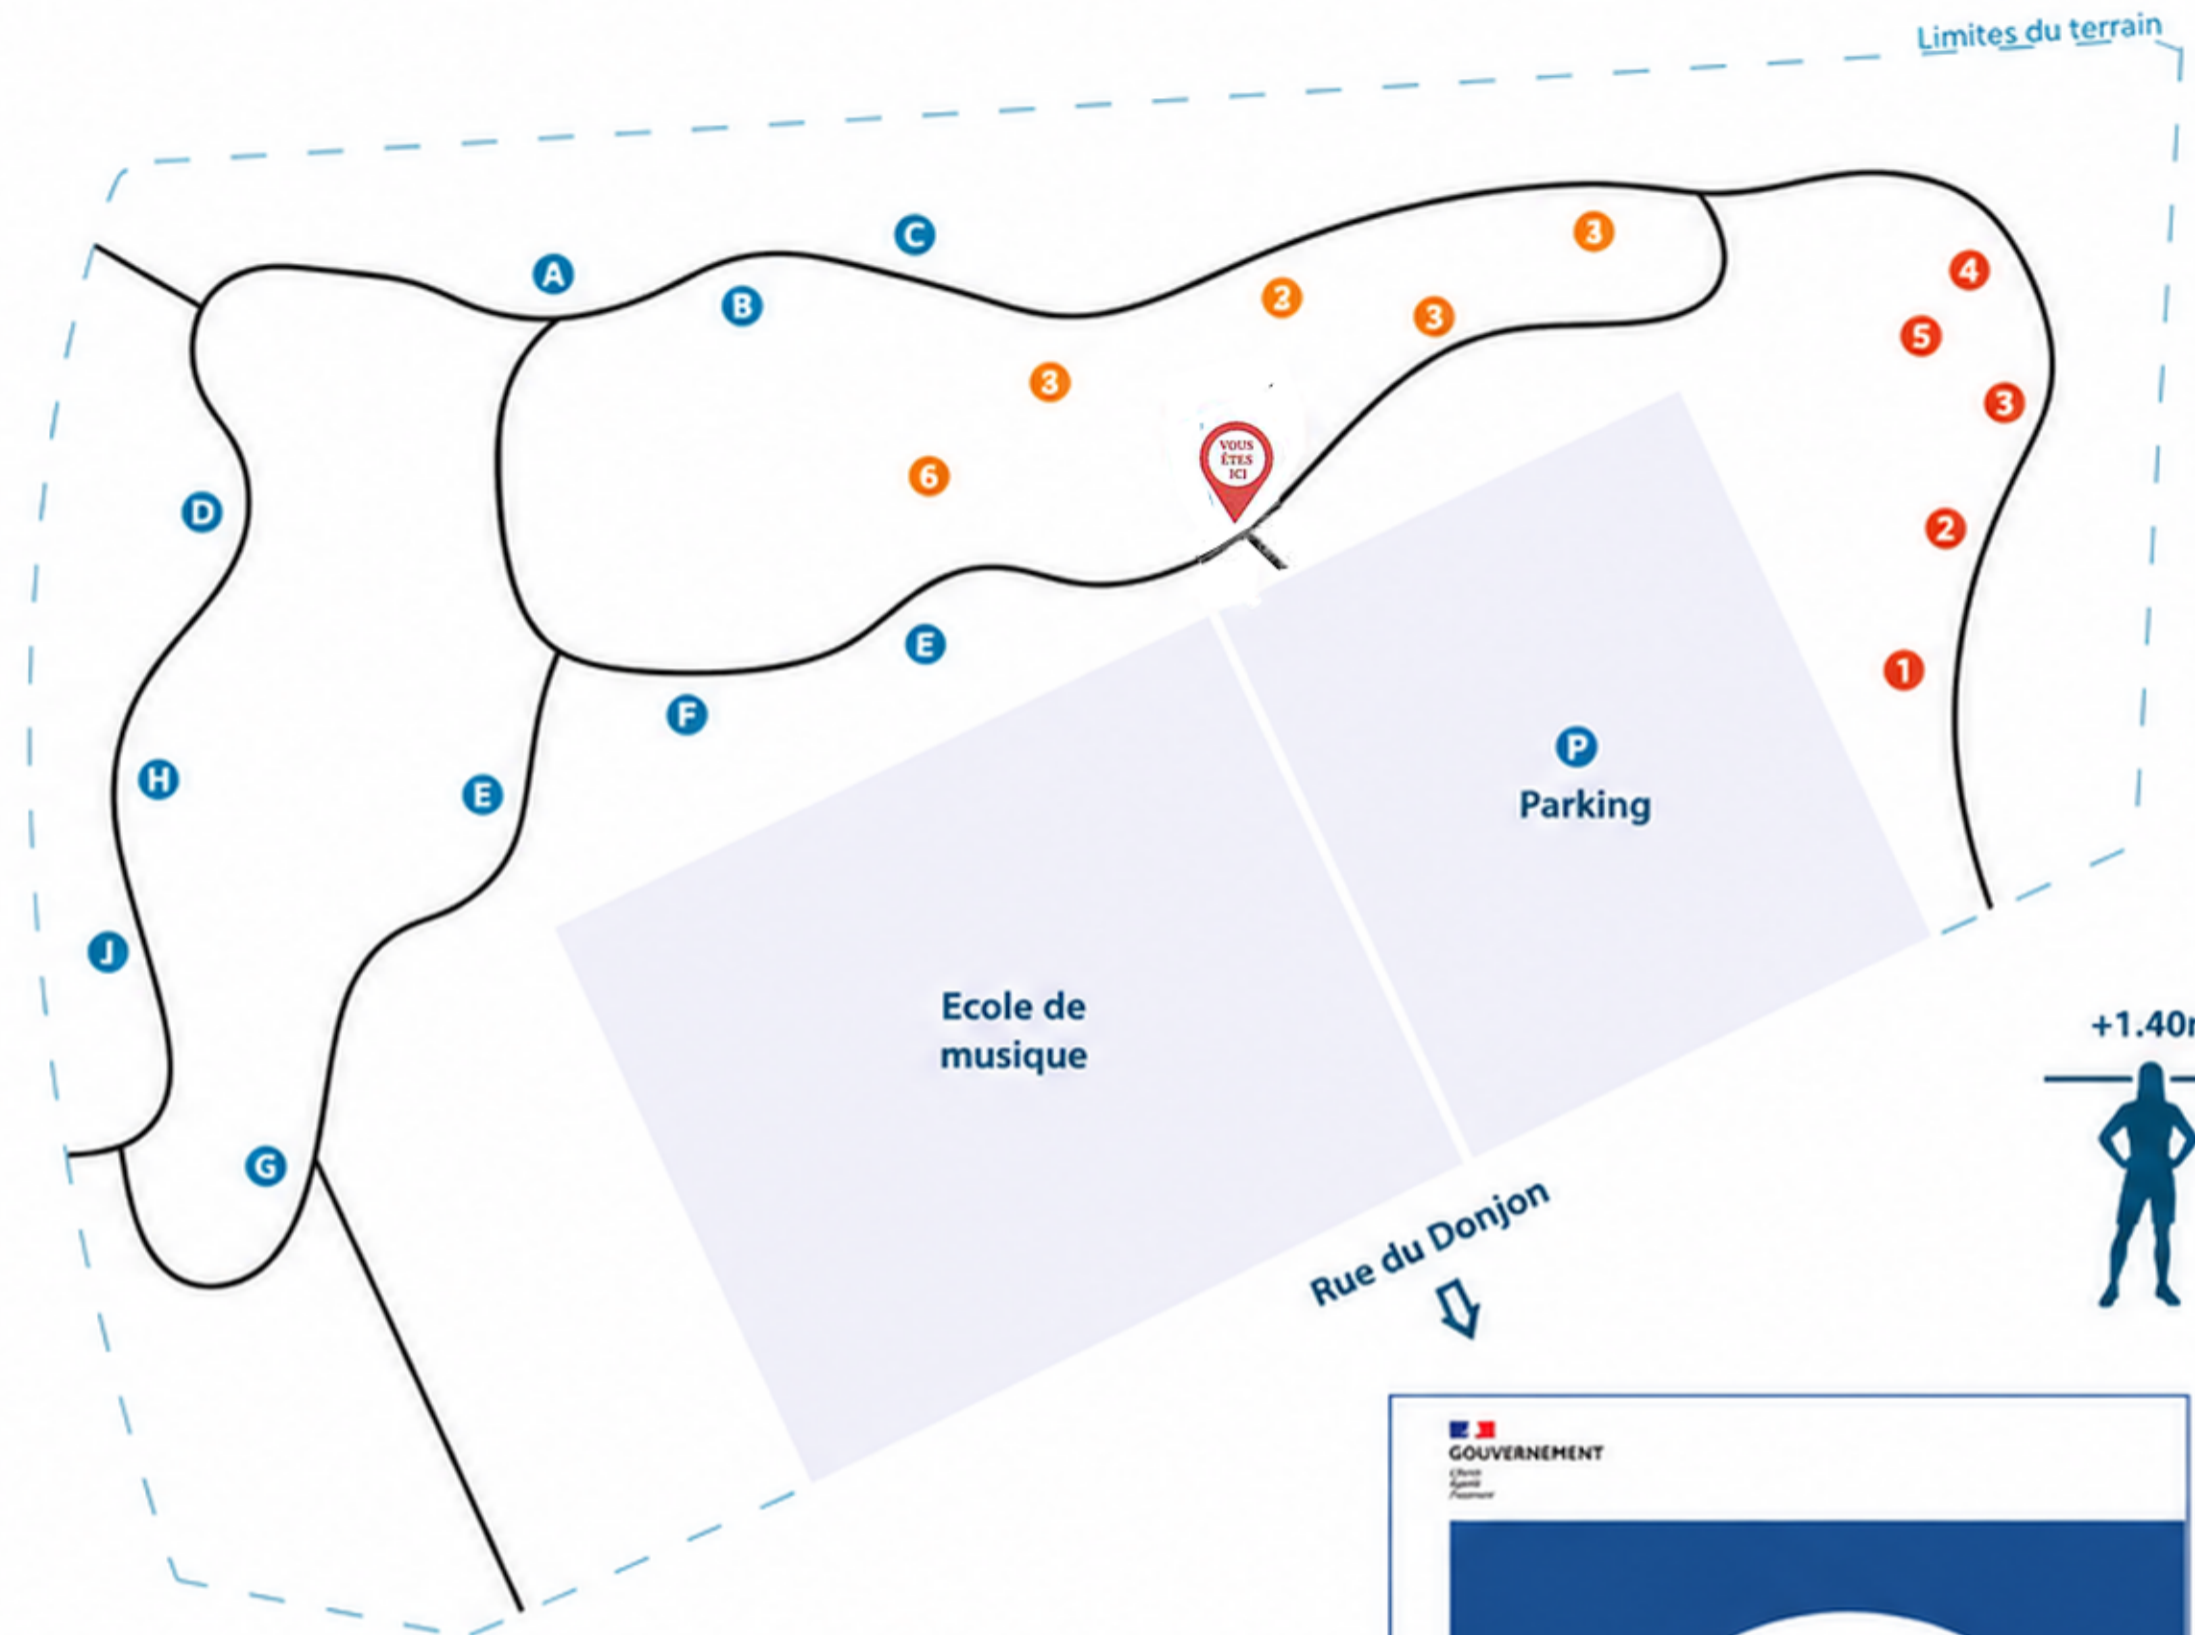 Limites du terrain
A
B
C
3
3
3
3
6
4
5
3
2
1
VOUS
ÊTES
ICI
D
E
F
H
E
J
G
P
Parking
Ecole de
musique
Rue du Donjon
+1.40
GOUVERNEMENT